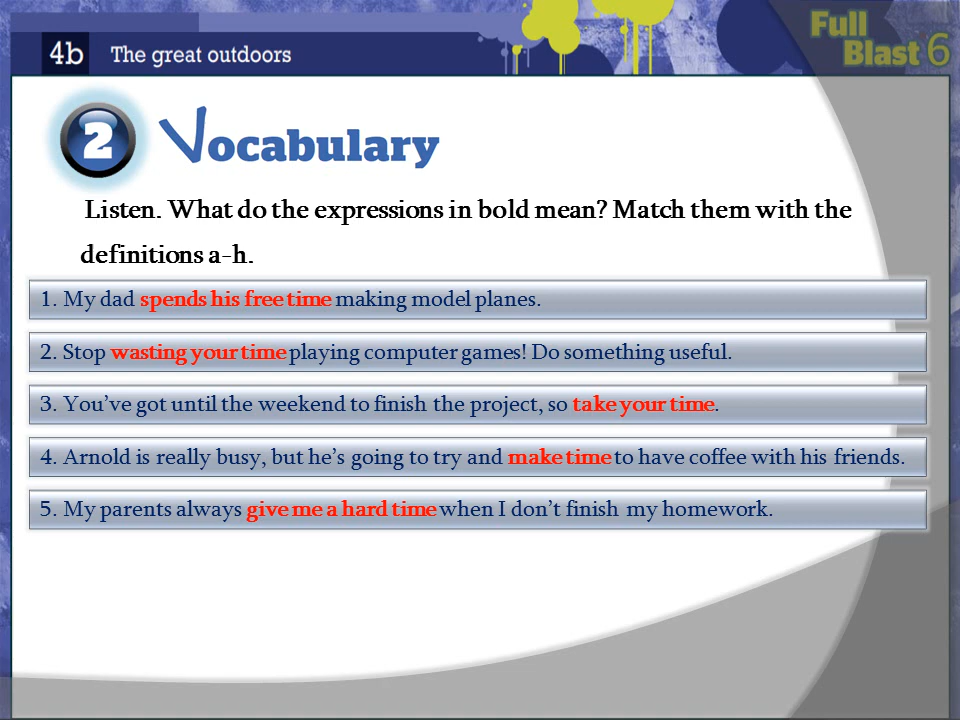 4b The great outdoors
Full
Blast 6
2 Vocabulary
Listen. What do the expressions in bold mean? Match them with the
definitions a-h.
1. My dad spends his free time making model planes.
2. Stop wasting your time playing computer games! Do something useful.
3. You’ve got until the weekend to finish the project, so take your time.
4. Arnold is really busy, but he’s going to try and make time to have coffee with his friends.
5. My parents always give me a hard time when I don’t finish my homework.